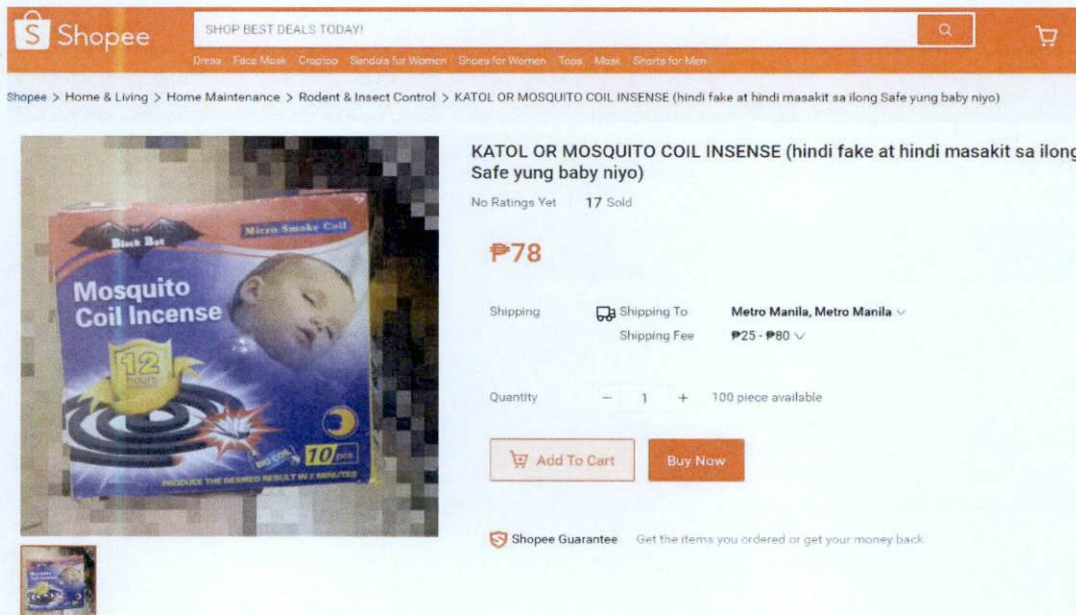 Shopee
SHOP BEST DEALS TODAY!
Dress Face Mask Croptop Sandals for Women Shoes for Women Tops Mask Shorts for Men
Shopee > Home & Living > Home Maintenance > Rodent & Insect Control > KATOL OR MOSQUITO COIL INSENSE (hindi fake at hindi masakit sa ilong Safe yung baby niyo)
Black Bat
Micro Smoke Coil
Mosquito
Coil Incense
12
hours
BIO COIL
10 pcs
PRODUCE THE DESIRED RESULT IN 2 MINUTES
KATOL OR MOSQUITO COIL INSENSE (hindi fake at hindi masakit sa ilong
Safe yung baby niyo)
No Ratings Yet 17 Sold
₱78
Shipping Shipping To Metro Manila, Metro Manila
Shipping Fee ₱25 - ₱80
Quantity − 1 + 100 piece available
Add To Cart Buy Now
Shopee Guarantee Get the items you ordered or get your money back.
Mosquito
Coil Incense